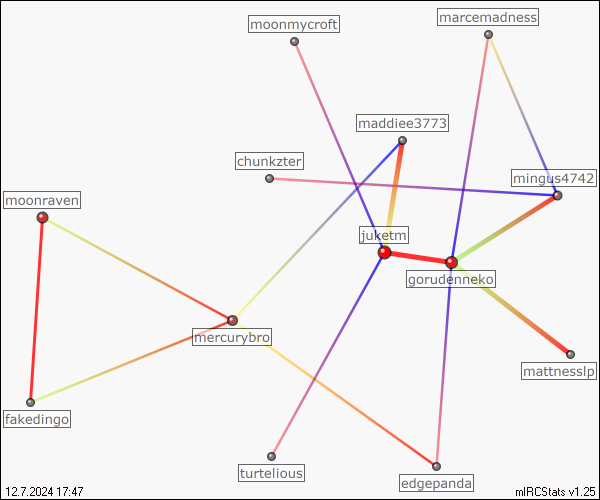 marcemadness
moonmycroft
maddiee3773
chunkzter
mingus4742
moonraven
juketm
gorudenneko
mercurybro
mattnesslp
fakedingo
turtelious
edgepanda
12.7.2024 17:47
mIRCStats v1.25